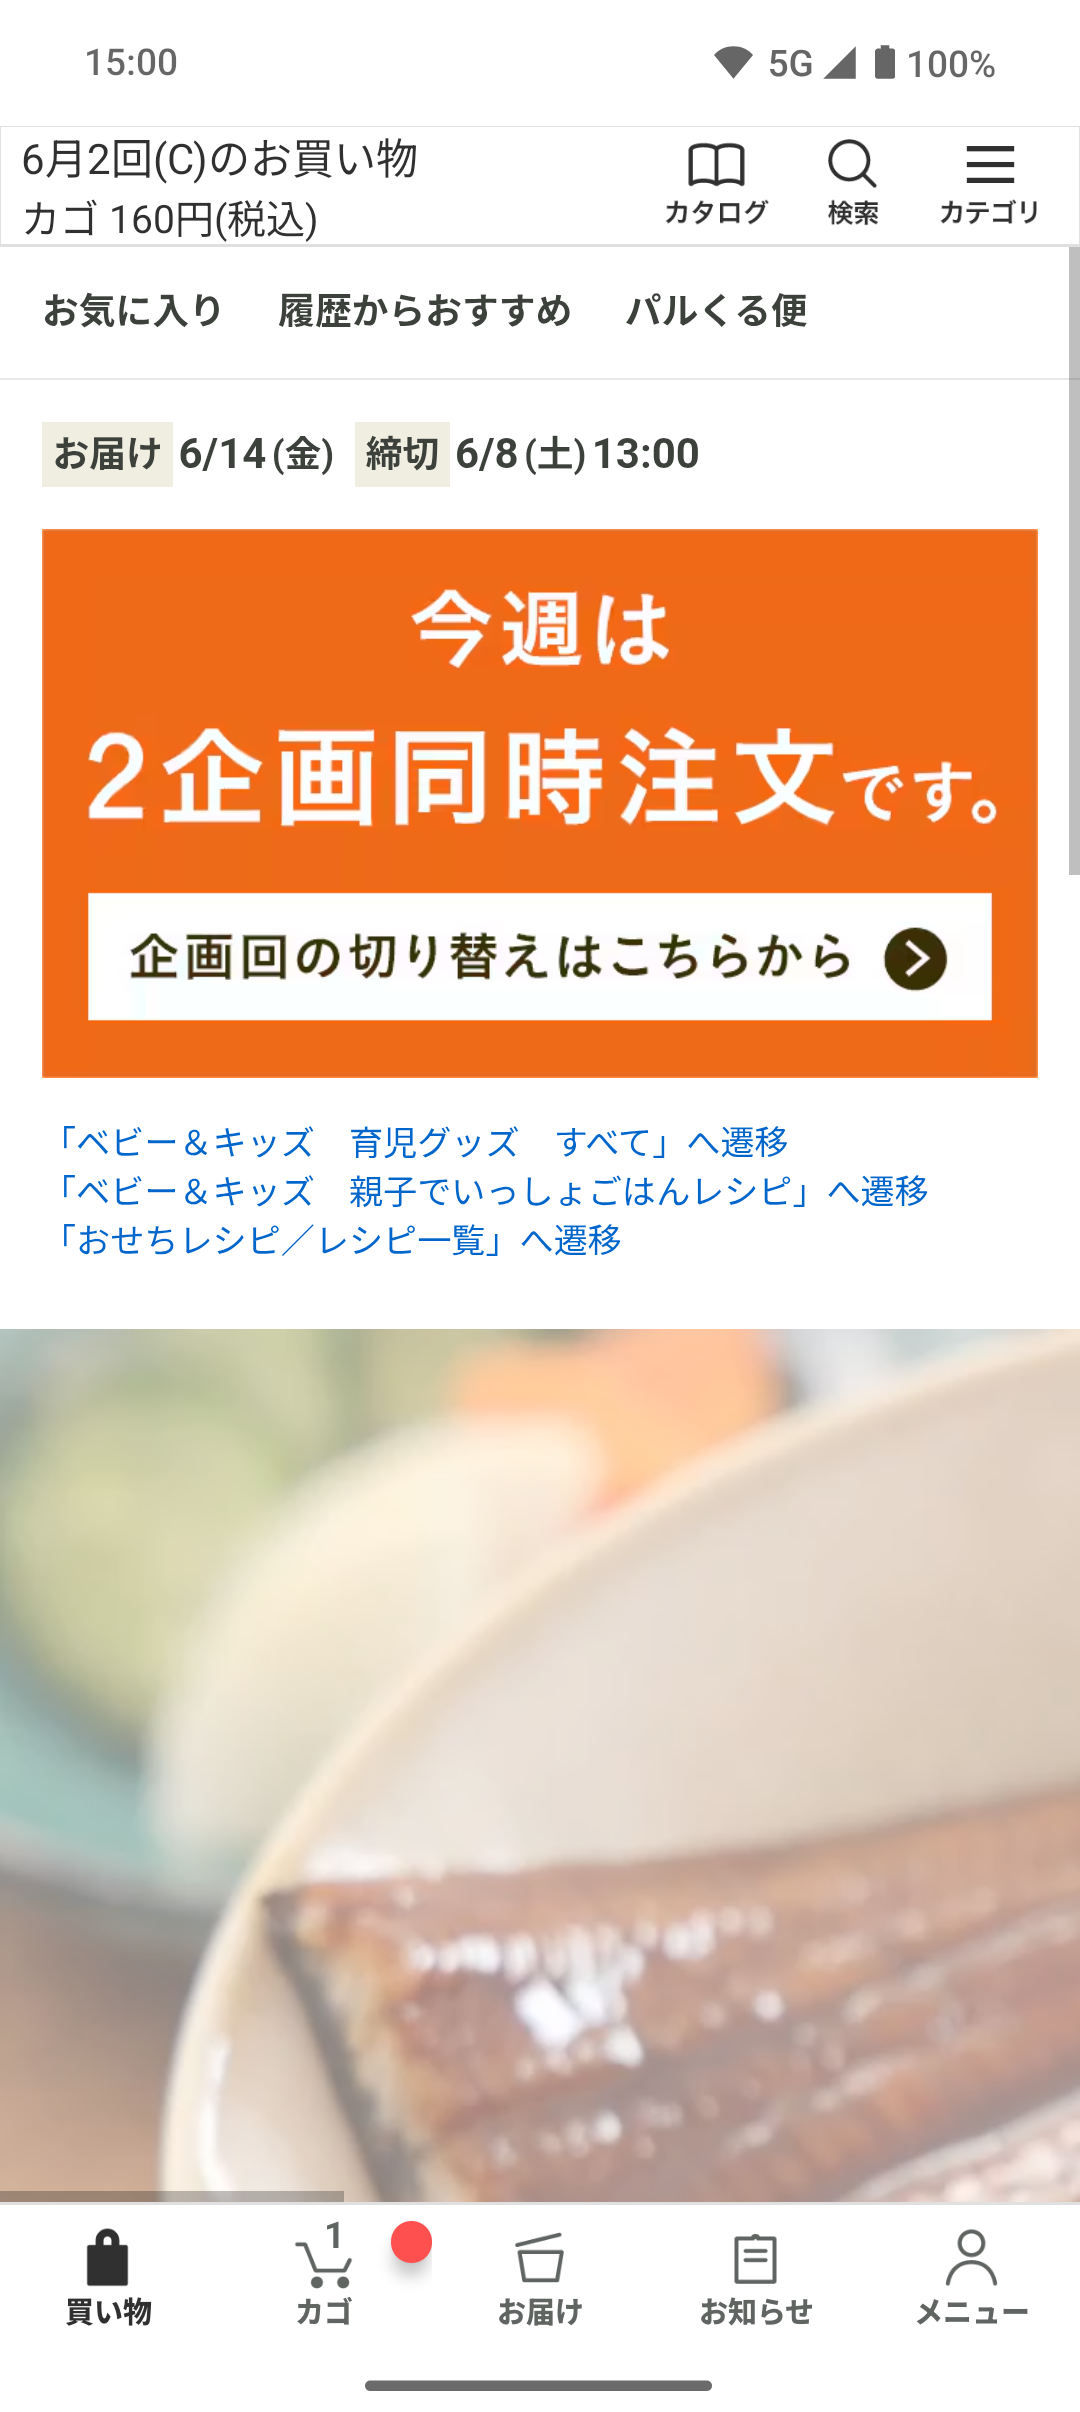 15:00
5G
100%
6月2回(C)のお買い物
カゴ 160円(税込)
カタログ
検索
カテゴリ
お気に入り
履歴からおすすめ
パルくる便
お届け 6/14(金) 締切 6/8(土)13:00
今週は
2企画同時注文です。
企画回の切り替えはこちらから
「ベビー＆キッズ　育児グッズ　すべて」へ遷移
「ベビー＆キッズ　親子でいっしょごはんレシピ」へ遷移
「おせちレシピ／レシピ一覧」へ遷移
1
買い物
カゴ
お届け
お知らせ
メニュー